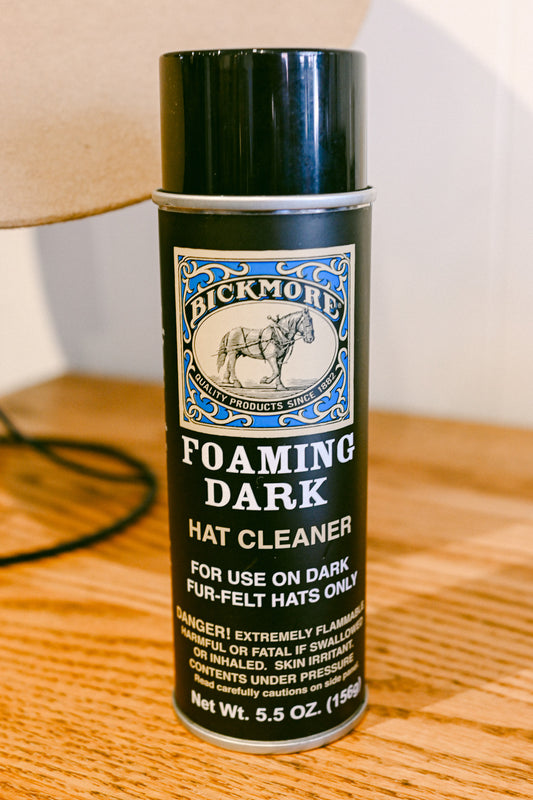 BICKMORE
QUALITY PRODUCTS SINCE 1882
FOAMING
DARK
HAT CLEANER
FOR USE ON DARK
FUR-FELT HATS ONLY
DANGER! EXTREMELY FLAMMABLE
HARMFUL OR FATAL IF SWALLOWED
OR INHALED. SKIN IRRITANT.
CONTENTS UNDER PRESSURE
Read carefully cautions on side panel.
Net Wt. 5.5 OZ. (156g)